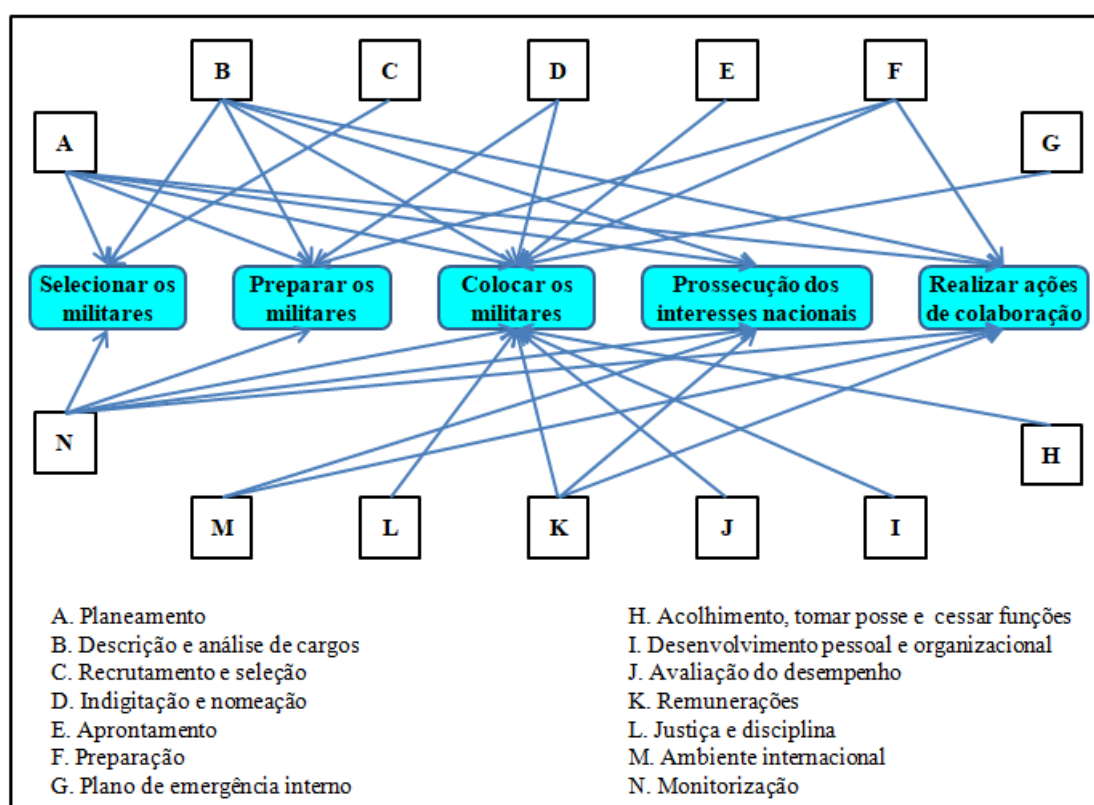 B
C
D
E
F
A
G
Selecionar os
militares
Preparar os
militares
Colocar os
militares
Prossecução dos
interesses nacionais
Realizar ações
de colaboração
N
H
M
L
K
J
I
A. Planeamento
B. Descrição e análise de cargos
C. Recrutamento e seleção
D. Indigitação e nomeação
E. Aprontamento
F. Preparação
G. Plano de emergência interno
H. Acolhimento, tomar posse e cessar funções
I. Desenvolvimento pessoal e organizacional
J. Avaliação do desempenho
K. Remunerações
L. Justiça e disciplina
M. Ambiente internacional
N. Monitorização